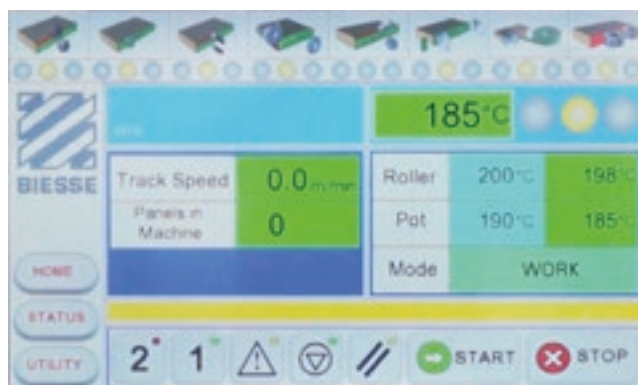 185°C
BIESSE
Track Speed 0.0 m/min
Roller 200°C 198°C
Panels in
Machine 0
Pot 190°C 185°C
Mode WORK
HOME
STATUS
UTILITY
2 1 START STOP